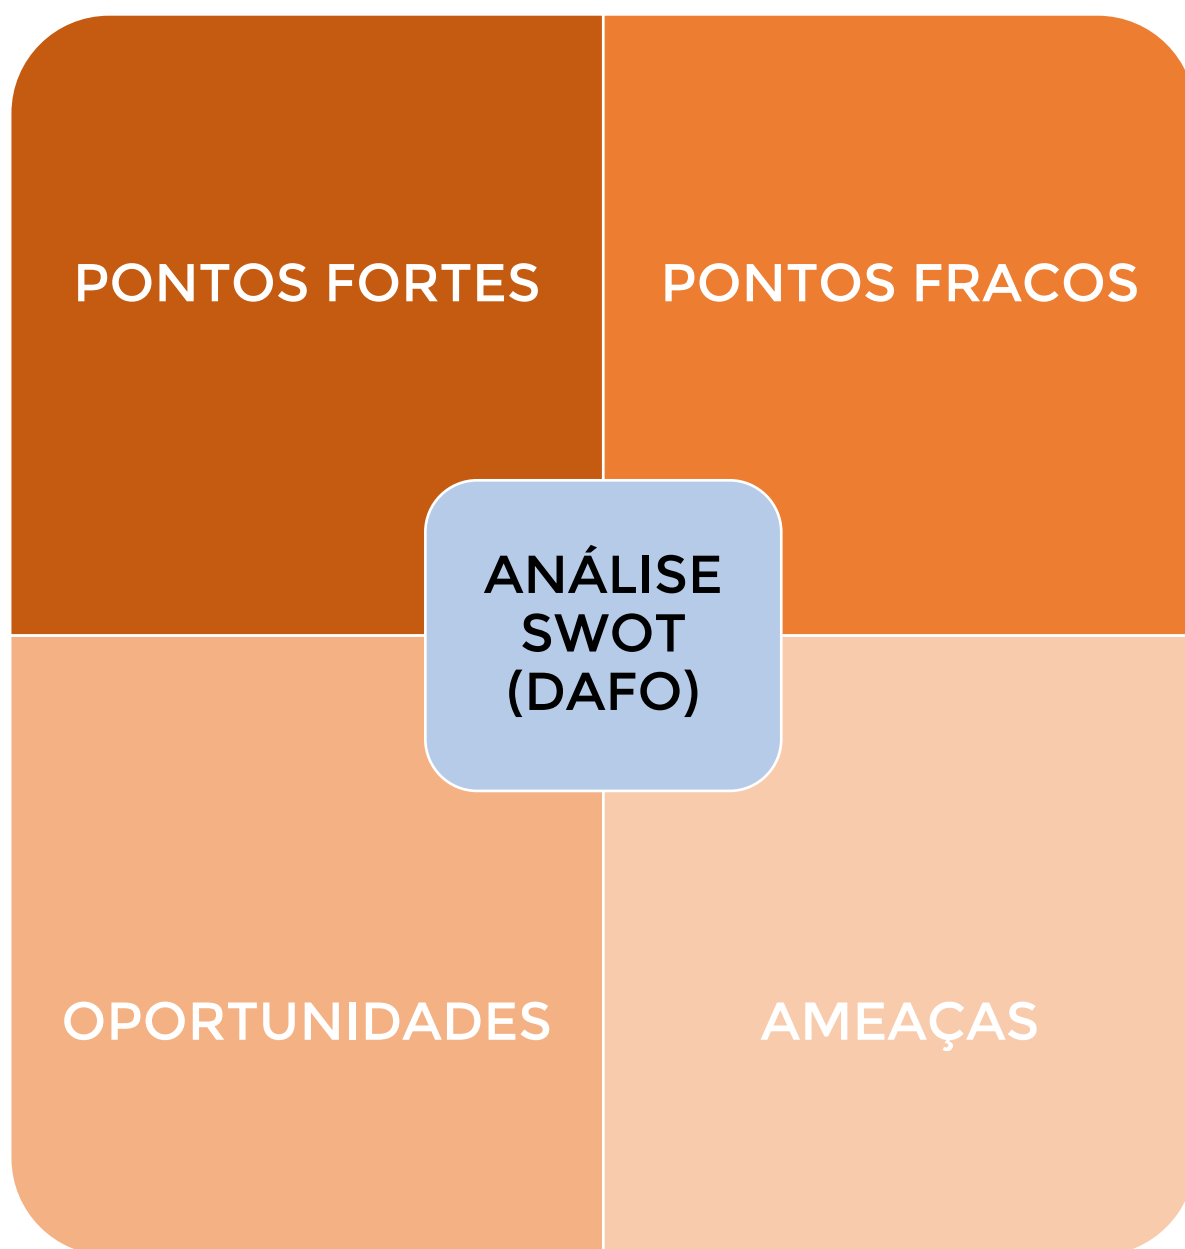 PONTOS FORTES
PONTOS FRACOS
ANÁLISE
SWOT
(DAFO)
OPORTUNIDADES
AMEAÇAS